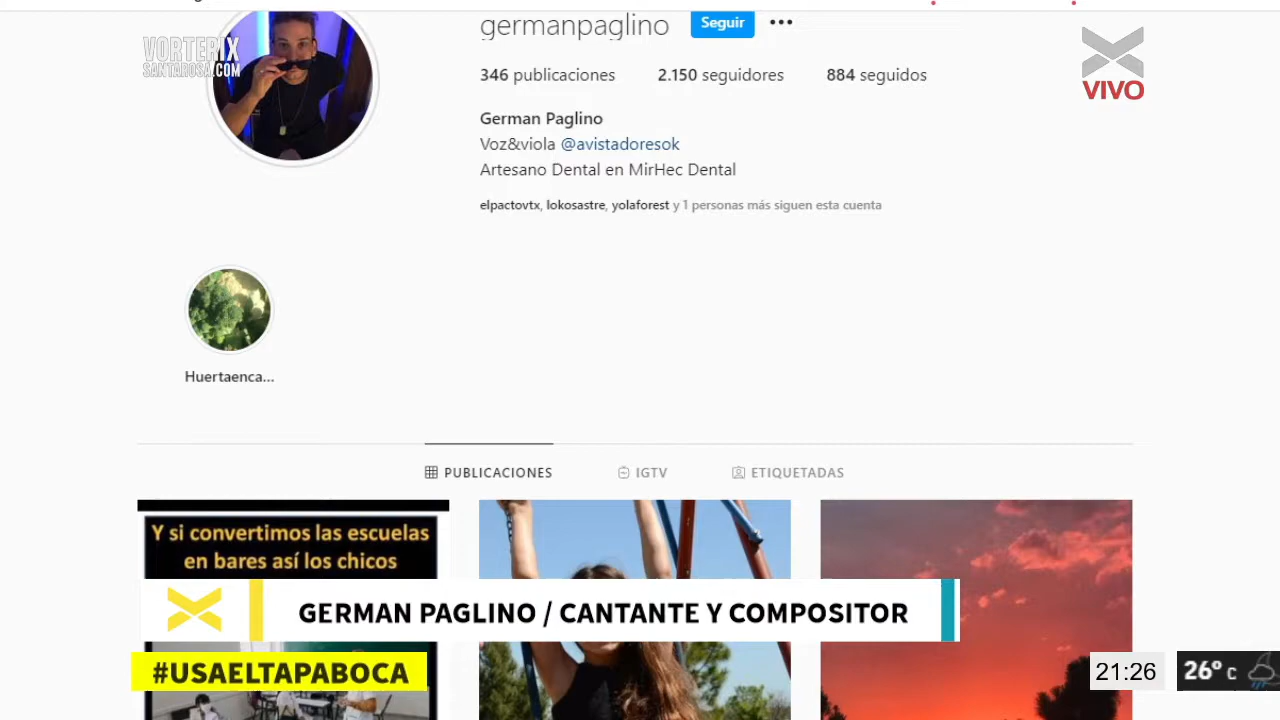 germanpaglino Seguir
VORTERIX
SANTAROSA.COM
VIVO
346 publicaciones 2.150 seguidores 884 seguidos
German Paglino
Voz&viola @avistadoresok
Artesano Dental en MirHec Dental
elpactovtx, lokosastre, yolaforest y 1 personas más siguen esta cuenta
Huertaenca...
PUBLICACIONES IGTV ETIQUETADAS
Y si convertimos las escuelas
en bares así los chicos
GERMAN PAGLINO / CANTANTE Y COMPOSITOR
#USAELTAPABOCA
21:26 26° C